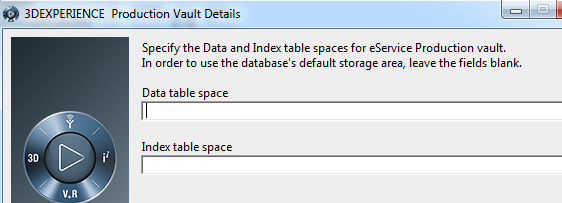 3DEXPERIENCE Production Vault Details
Specify the Data and Index table spaces for eService Production vault.
In order to use the database's default storage area, leave the fields blank.
Data table space
3D
i²
V.R
Index table space